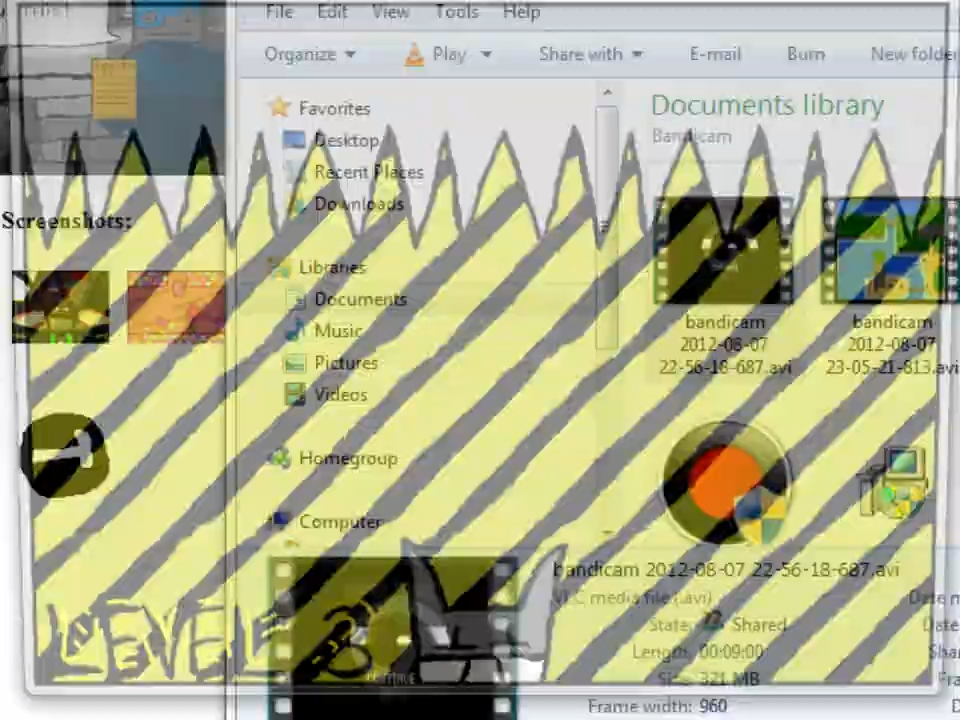 File Edit View Tools Help
Organize Play Share with E-mail Burn New folder
Favorites
Desktop
Recent Places
Downloads
Libraries
Documents
Music
Pictures
Videos
Homegroup
Computer
Documents library
Bandicam
Screenshots:
bandicam
2012-08-07
22-56-18-687.avi
bandicam
2012-08-07
23-05-21-813.avi
bandicam 2012-08-07 22-56-18-687.avi
VLC media file (.avi)
State: Shared
Length: 00:09:00
Size: 321 MB
Frame width: 960
Date
LEVEL 3